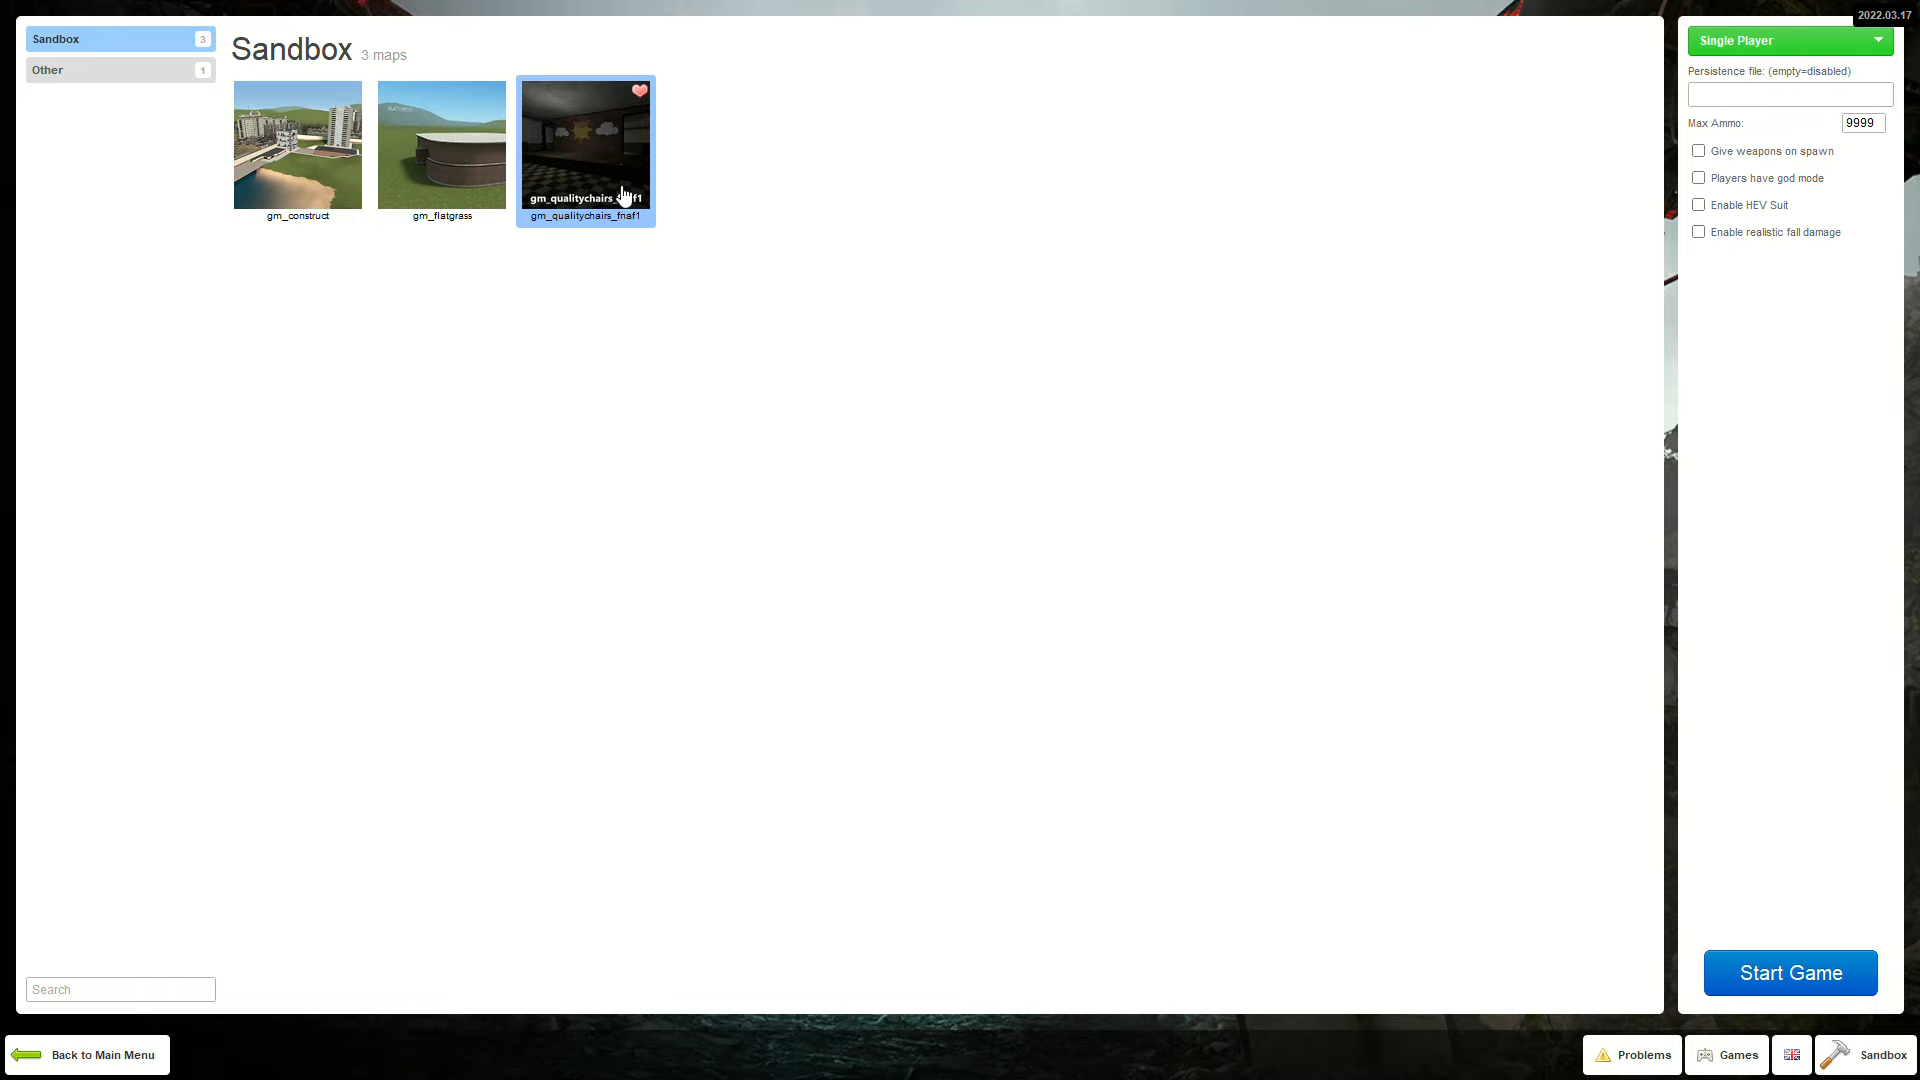 2022.03.17
Sandbox 3
Other 1
Sandbox 3 maps
gm_construct
gm_flatgrass
gm_qualitychairs_fnaf1
Search
Single Player
Persistence file: (empty=disabled)
Max Ammo: 9999
Give weapons on spawn
Players have god mode
Enable HEV Suit
Enable realistic fall damage
Start Game
Back to Main Menu
Problems
Games
Sandbox